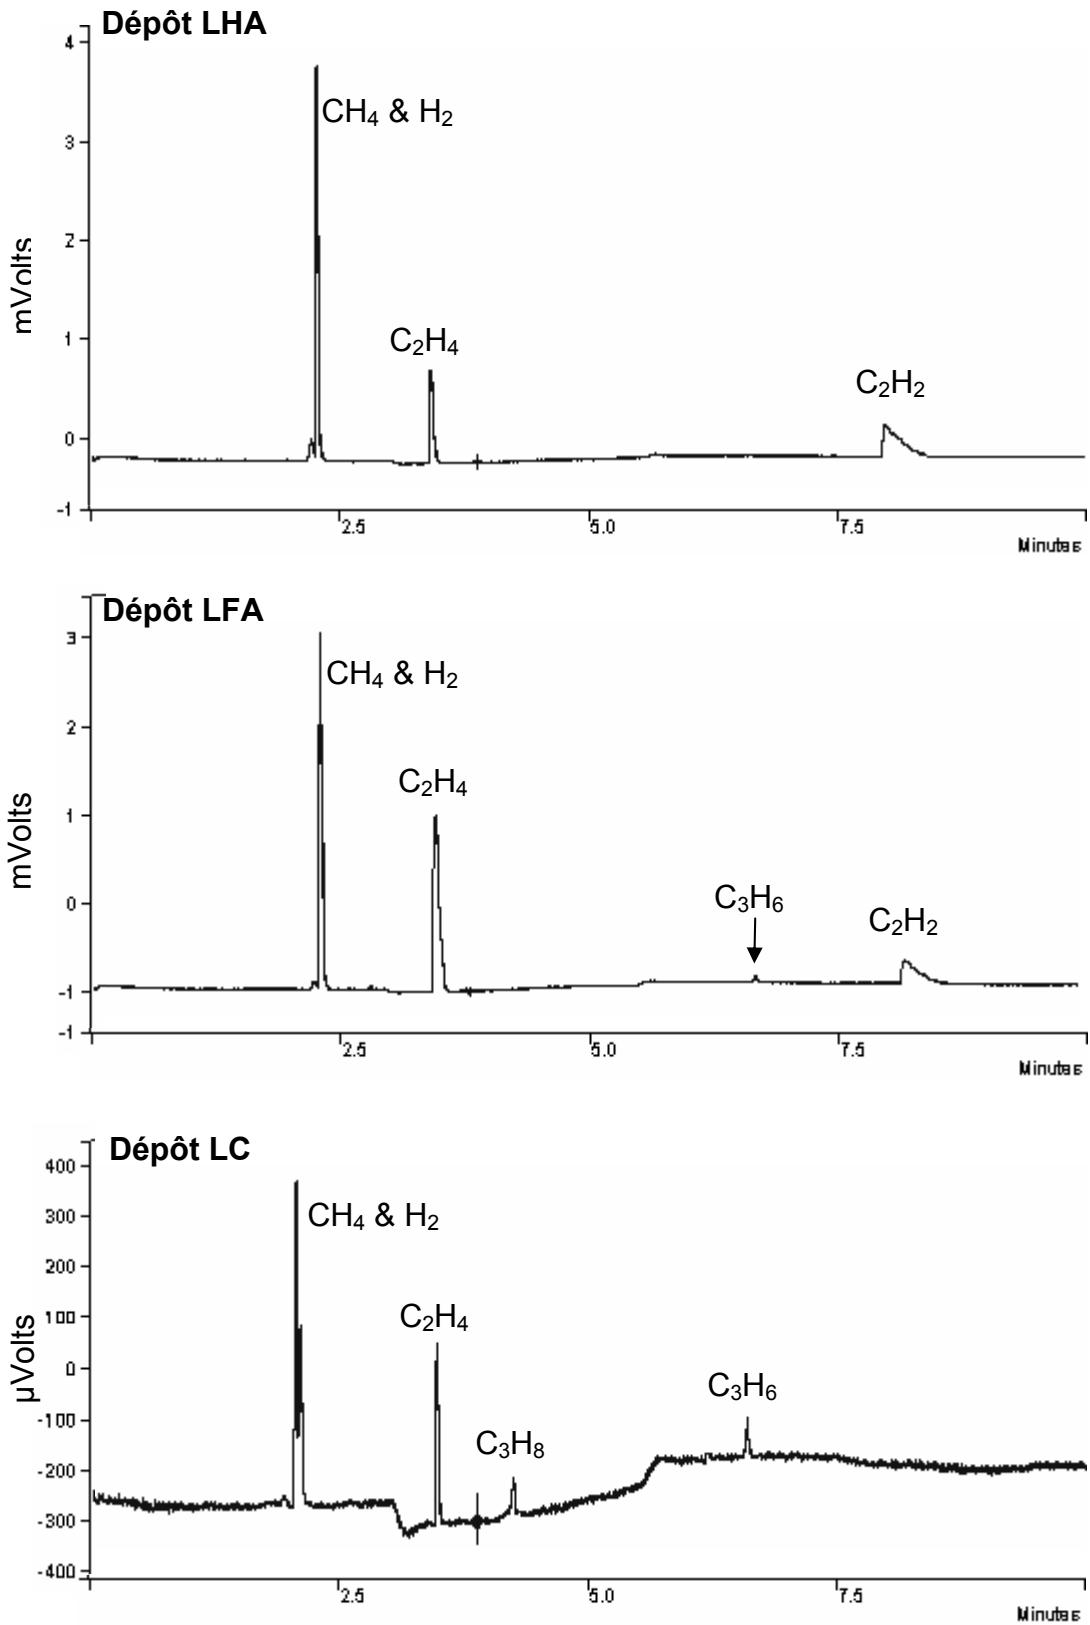 Dépôt LHA
4
CH₄ & H₂
3
2
mVolts
1
C₂H₄
C₂H₂
0
-1
2.5
5.0
7.5
Minutes
Dépôt LFA
3
CH₄ & H₂
2
C₂H₄
1
mVolts
0
C₃H₆
C₂H₂
-1
-1
2.5
5.0
7.5
Minutes
Dépôt LC
400
300
CH₄ & H₂
200
100
C₂H₄
µVolts
0
C₃H₆
-100
C₃H₈
-200
-300
-400
2.5
5.0
7.5
Minutes